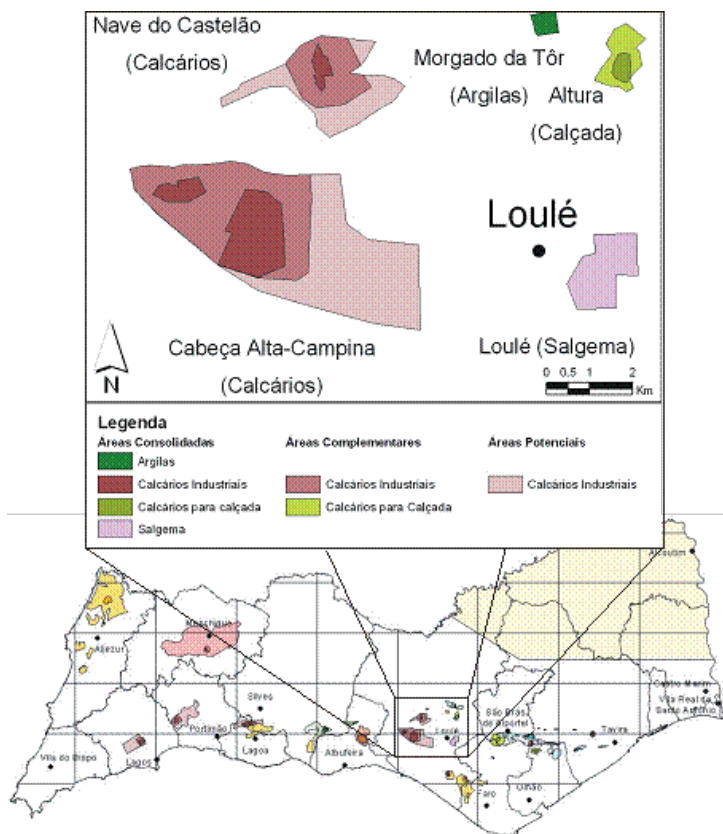 Nave do Castelão
(Calcários)
Morgado da Tôr
(Argilas)
Altura
(Calçada)
Loulé
Cabeça Alta-Campina
(Calcários)
Loulé (Salgema)
N
0 0.5 1 2
Km
Legenda
Áreas Consolidadas
Argilas
Calcários Industriais
Calcários para calçada
Salgema
Áreas Complementares
Calcários Industriais
Calcários para Calçada
Áreas Potenciais
Calcários Industriais
Alcoutim
Aljezur
Monchique
Castro Marim
Vila Real de
Santo António
Silves
São Brás
de Alportel
Portimão
Lagoa
Loulé
Tavira
Vila do Bispo
Lagos
Albufeira
Faro
Olhão